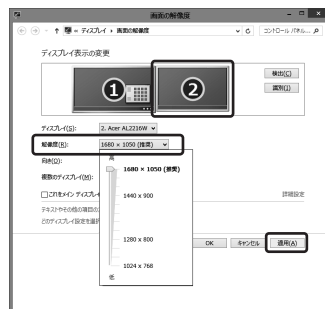 画面の解像度
ディスプレイ ▸ 画面の解像度
コントロール パネル...
ディスプレイ表示の変更
1
2
検出(C)
識別(I)
ディスプレイ(S): 2. Acer AL2216W
解像度(R): 1680 × 1050 (推奨)
向き(O):
高
1680 × 1050 (推奨)
複数のディスプレイ(M):
1440 x 900
これをメイン ディスプレイ
詳細設定
テキストやその他の項目の
どのディスプレイ設定を選択
1280 x 800
OK キャンセル 適用(A)
1024 x 768
低